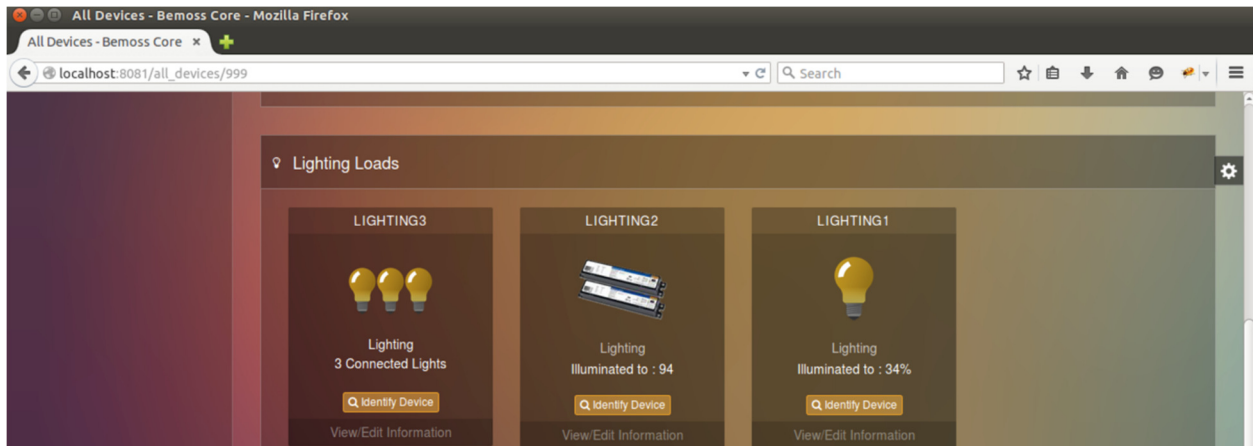 All Devices - Bemoss Core - Mozilla Firefox
All Devices - Bemoss Core
localhost:8081/all_devices/999
Search
Lighting Loads
LIGHTING3
LIGHTING2
LIGHTING1
Lighting
3 Connected Lights
Lighting
Illuminated to : 94
Lighting
Illuminated to : 34%
Identify Device
Identify Device
Identify Device
View/Edit Information
View/Edit Information
View/Edit Information